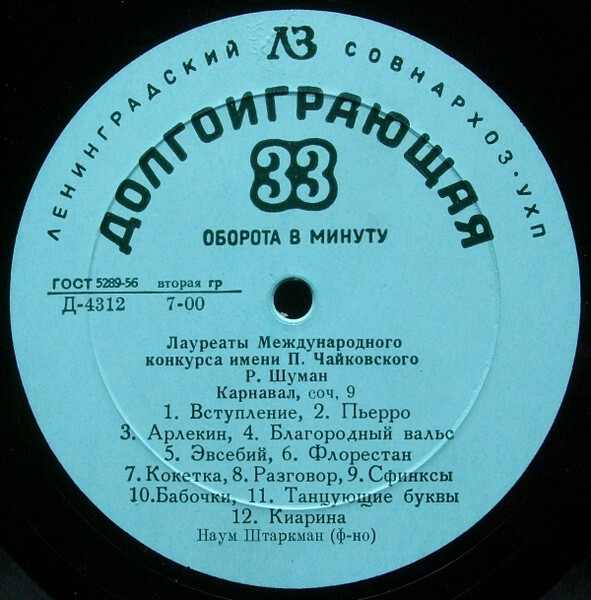 ЛЕНИНГРАДСКИЙ ЛЗ СОВНАРХОЗ·УХП
ДОЛГОИГРАЮЩАЯ
33
ОБОРОТА В МИНУТУ
ГОСТ 5289-56 вторая гр
Д-4312 7-00
Лауреаты Международного
конкурса имени П. Чайковского
Р. Шуман
Карнавал, соч. 9
1. Вступление, 2. Пьерро
3. Арлекин, 4. Благородный вальс
5. Эвсебий, 6. Флорестан
7. Кокетка, 8. Разговор, 9. Сфинксы
10.Бабочки, 11. Танцующие буквы
12. Киарина
Наум Штаркман (ф-но)